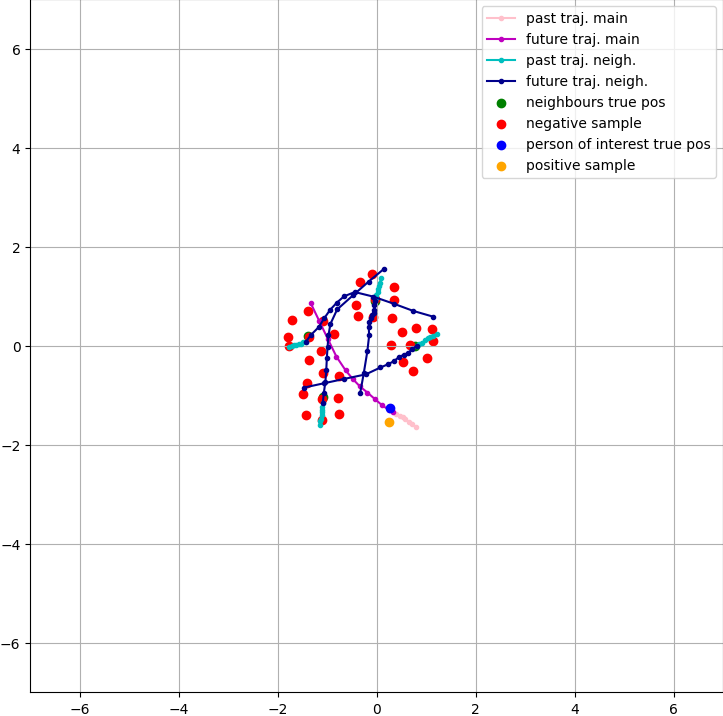 past traj. main
future traj. main
past traj. neigh.
future traj. neigh.
neighbours true pos
negative sample
person of interest true pos
positive sample
6
4
2
0
−2
−4
−6
−6 −4 −2 0 2 4 6